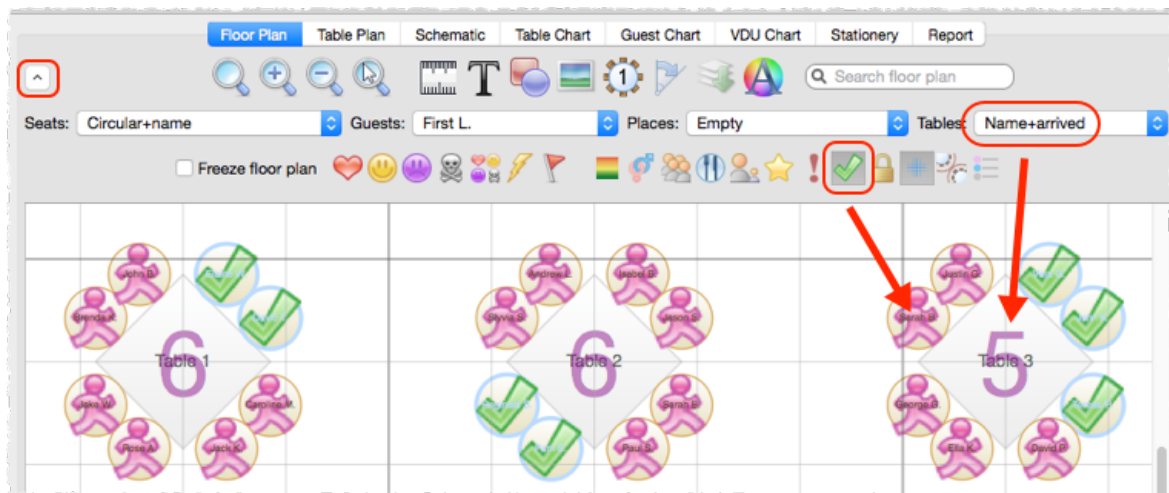 Floor Plan Table Plan Schematic Table Chart Guest Chart VDU Chart Stationery Report
T 1 A Search floor plan
Seats: Circular+name Guests: First L. Places: Empty Tables: Name+arrived
Freeze floor plan
John B. Andrew L. Isabel B. Justin G.
Brenda K. Sylvia S. Jason S. Sarah B.
6 6 5
Table 1 Table 2 Table 3
Jake W. Caroline M. Sarah E. George G.
Rose A. Jack K. Paul S. Ella K. David P.